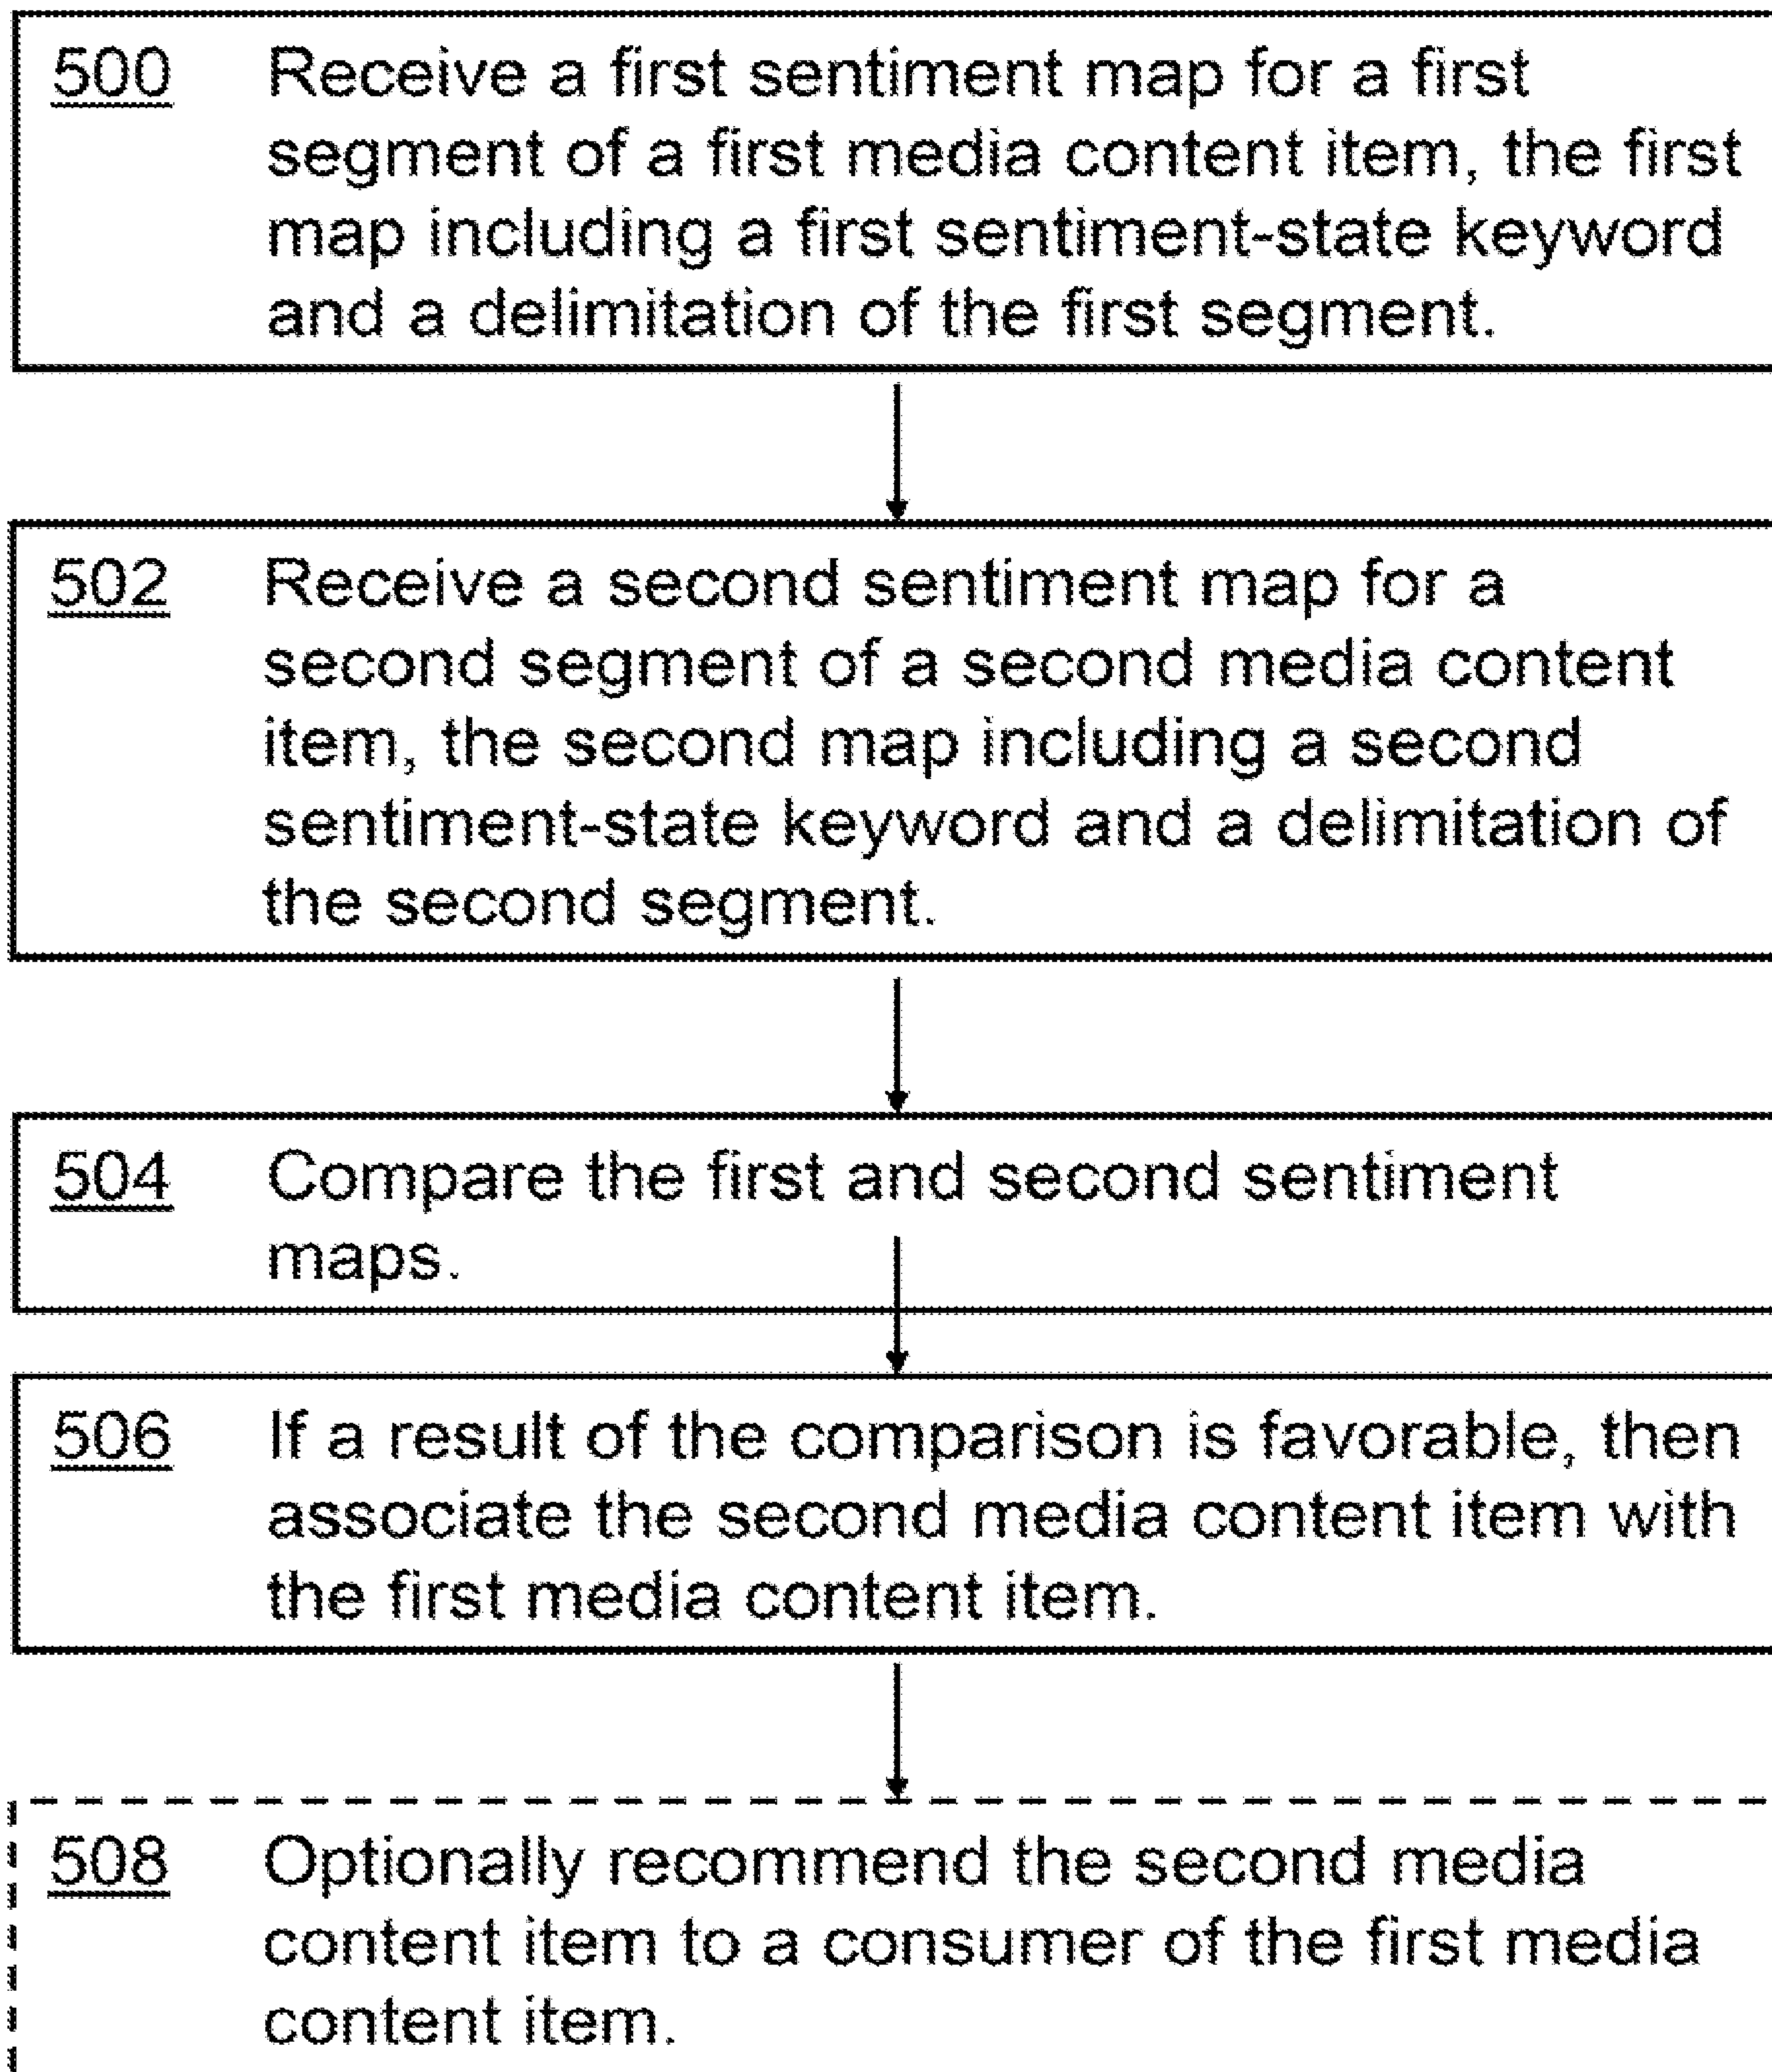 500 Receive a first sentiment map for a first
segment of a first media content item, the first
map including a first sentiment-state keyword
and a delimitation of the first segment.
502 Receive a second sentiment map for a
second segment of a second media content
item, the second map including a second
sentiment-state keyword and a delimitation of
the second segment.
504 Compare the first and second sentiment
maps.
506 If a result of the comparison is favorable, then
associate the second media content item with
the first media content item.
508 Optionally recommend the second media
content item to a consumer of the first media
content item.